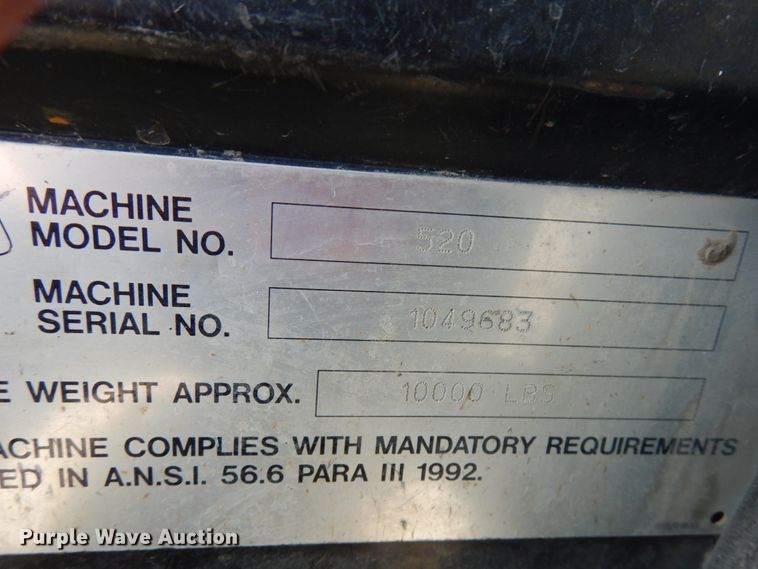 MACHINE
MODEL NO. 520
MACHINE
SERIAL NO. 1049683
E WEIGHT APPROX. 10000 LBS
ACHINE COMPLIES WITH MANDATORY REQUIREMENTS
ED IN A.N.S.I. 56.6 PARA III 1992.
Purple Wave Auction